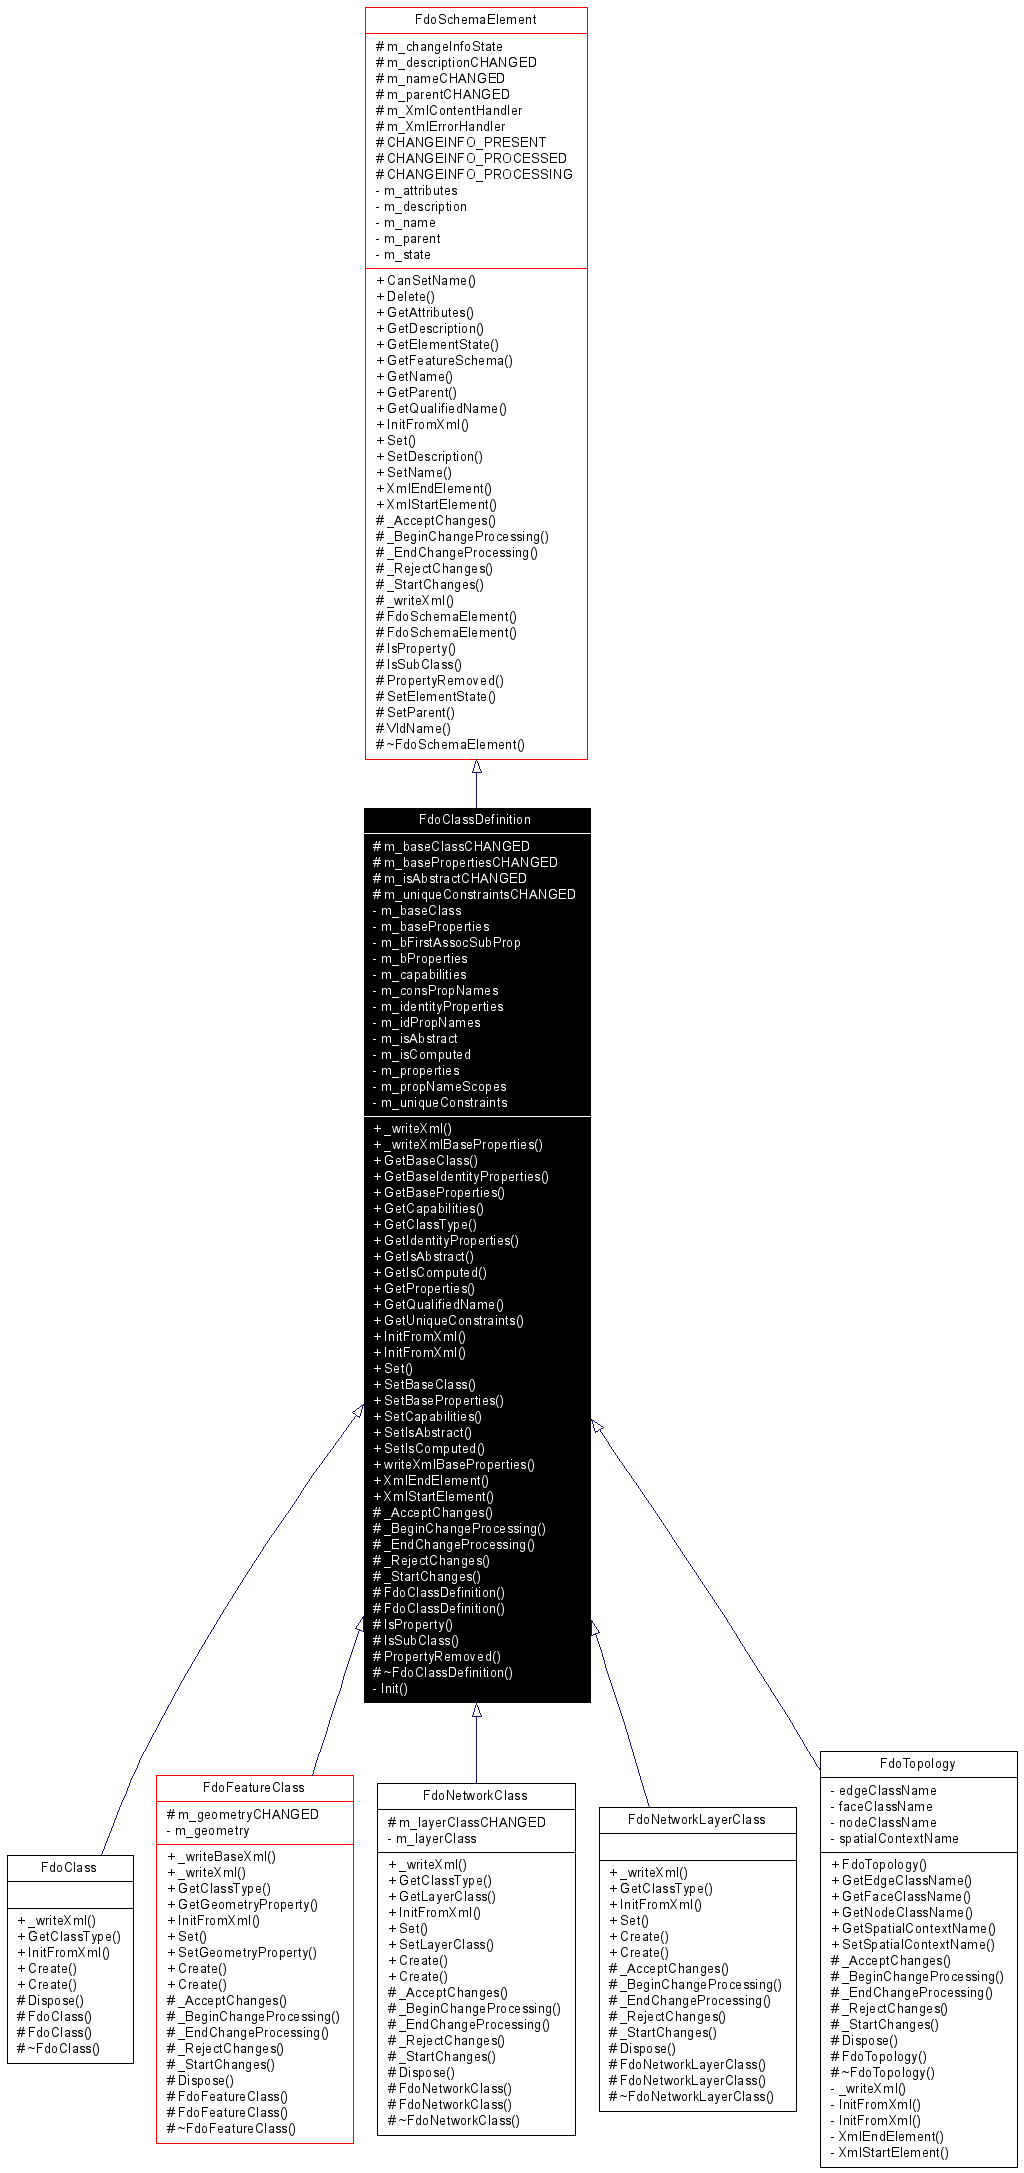 FdoSchemaElement
# m_changeInfoState
# m_descriptionCHANGED
# m_nameCHANGED
# m_parentCHANGED
# m_XmlContentHandler
# m_XmlErrorHandler
# CHANGEINFO_PRESENT
# CHANGEINFO_PROCESSED
# CHANGEINFO_PROCESSING
- m_attributes
- m_description
- m_name
- m_parent
- m_state
+ CanSetName()
+ Delete()
+ GetAttributes()
+ GetDescription()
+ GetElementState()
+ GetFeatureSchema()
+ GetName()
+ GetParent()
+ GetQualifiedName()
+ InitFromXml()
+ Set()
+ SetDescription()
+ SetName()
+ XmlEndElement()
+ XmlStartElement()
# _AcceptChanges()
# _BeginChangeProcessing()
# _EndChangeProcessing()
# _RejectChanges()
# _StartChanges()
# _writeXml()
# FdoSchemaElement()
# FdoSchemaElement()
# IsProperty()
# IsSubClass()
# PropertyRemoved()
# SetElementState()
# SetParent()
# VldName()
# ~FdoSchemaElement()
FdoClassDefinition
# m_baseClassCHANGED
# m_basePropertiesCHANGED
# m_isAbstractCHANGED
# m_uniqueConstraintsCHANGED
- m_baseClass
- m_baseProperties
- m_bFirstAssocSubProp
- m_bProperties
- m_capabilities
- m_consPropNames
- m_identityProperties
- m_idPropNames
- m_isAbstract
- m_isComputed
- m_properties
- m_propNameScopes
- m_uniqueConstraints
+ _writeXml()
+ _writeXmlBaseProperties()
+ GetBaseClass()
+ GetBaseIdentityProperties()
+ GetBaseProperties()
+ GetCapabilities()
+ GetClassType()
+ GetIdentityProperties()
+ GetIsAbstract()
+ GetIsComputed()
+ GetProperties()
+ GetQualifiedName()
+ GetUniqueConstraints()
+ InitFromXml()
+ InitFromXml()
+ Set()
+ SetBaseClass()
+ SetBaseProperties()
+ SetCapabilities()
+ SetIsAbstract()
+ SetIsComputed()
+ writeXmlBaseProperties()
+ XmlEndElement()
+ XmlStartElement()
# _AcceptChanges()
# _BeginChangeProcessing()
# _EndChangeProcessing()
# _RejectChanges()
# _StartChanges()
# FdoClassDefinition()
# FdoClassDefinition()
# IsProperty()
# IsSubClass()
# PropertyRemoved()
# ~FdoClassDefinition()
- Init()
FdoClass
+ _writeXml()
+ GetClassType()
+ InitFromXml()
+ Create()
+ Create()
# Dispose()
# FdoClass()
# FdoClass()
# ~FdoClass()
FdoFeatureClass
# m_geometryCHANGED
- m_geometry
+ _writeBaseXml()
+ _writeXml()
+ GetClassType()
+ GetGeometryProperty()
+ InitFromXml()
+ Set()
+ SetGeometryProperty()
+ Create()
+ Create()
# _AcceptChanges()
# _BeginChangeProcessing()
# _EndChangeProcessing()
# _RejectChanges()
# _StartChanges()
# Dispose()
# FdoFeatureClass()
# FdoFeatureClass()
# ~FdoFeatureClass()
FdoNetworkClass
# m_layerClassCHANGED
- m_layerClass
+ _writeXml()
+ GetClassType()
+ GetLayerClass()
+ InitFromXml()
+ Set()
+ SetLayerClass()
+ Create()
+ Create()
# _AcceptChanges()
# _BeginChangeProcessing()
# _EndChangeProcessing()
# _RejectChanges()
# _StartChanges()
# Dispose()
# FdoNetworkClass()
# FdoNetworkClass()
# ~FdoNetworkClass()
FdoNetworkLayerClass
+ _writeXml()
+ GetClassType()
+ InitFromXml()
+ Set()
+ Create()
+ Create()
# _AcceptChanges()
# _BeginChangeProcessing()
# _EndChangeProcessing()
# _RejectChanges()
# _StartChanges()
# Dispose()
# FdoNetworkLayerClass()
# FdoNetworkLayerClass()
# ~FdoNetworkLayerClass()
FdoTopology
- edgeClassName
- faceClassName
- nodeClassName
- spatialContextName
+ FdoTopology()
+ GetEdgeClassName()
+ GetFaceClassName()
+ GetNodeClassName()
+ GetSpatialContextName()
+ SetSpatialContextName()
# _AcceptChanges()
# _BeginChangeProcessing()
# _EndChangeProcessing()
# _RejectChanges()
# _StartChanges()
# Dispose()
# FdoTopology()
# ~FdoTopology()
- _writeXml()
- InitFromXml()
- InitFromXml()
- XmlEndElement()
- XmlStartElement()